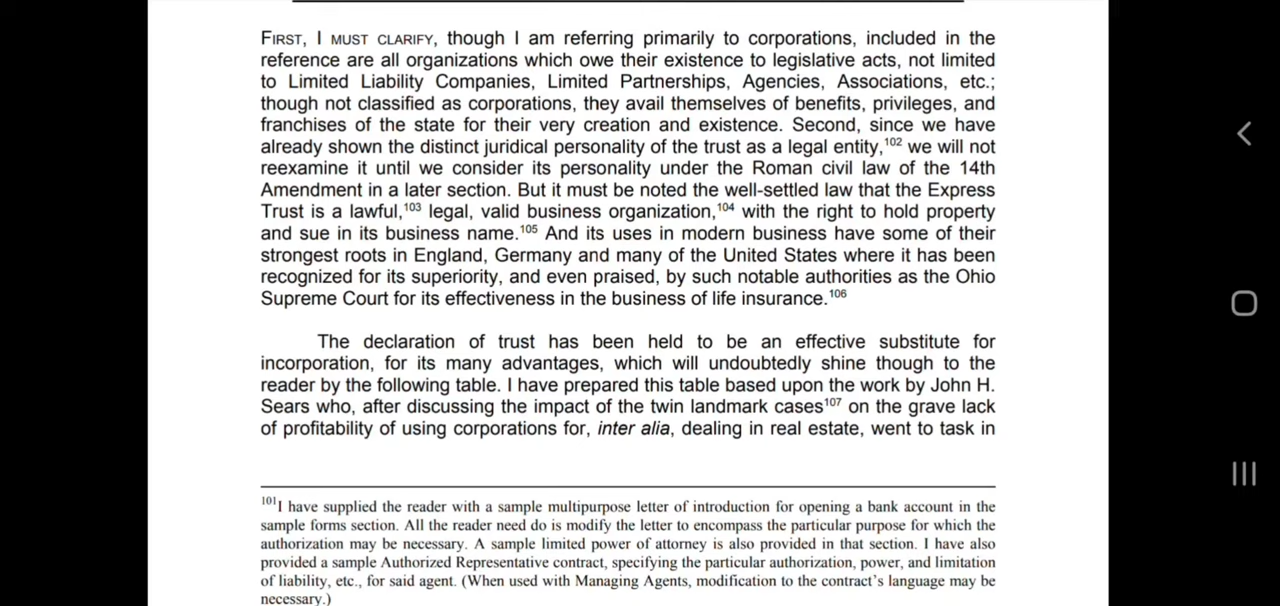 FIRST, I MUST CLARIFY, though I am referring primarily to corporations, included in the
reference are all organizations which owe their existence to legislative acts, not limited
to Limited Liability Companies, Limited Partnerships, Agencies, Associations, etc.;
though not classified as corporations, they avail themselves of benefits, privileges, and
franchises of the state for their very creation and existence. Second, since we have
already shown the distinct juridical personality of the trust as a legal entity,102 we will not
reexamine it until we consider its personality under the Roman civil law of the 14th
Amendment in a later section. But it must be noted the well-settled law that the Express
Trust is a lawful,103 legal, valid business organization,104 with the right to hold property
and sue in its business name.105 And its uses in modern business have some of their
strongest roots in England, Germany and many of the United States where it has been
recognized for its superiority, and even praised, by such notable authorities as the Ohio
Supreme Court for its effectiveness in the business of life insurance.106
The declaration of trust has been held to be an effective substitute for
incorporation, for its many advantages, which will undoubtedly shine though to the
reader by the following table. I have prepared this table based upon the work by John H.
Sears who, after discussing the impact of the twin landmark cases107 on the grave lack
of profitability of using corporations for, inter alia, dealing in real estate, went to task in
101I have supplied the reader with a sample multipurpose letter of introduction for opening a bank account in the
sample forms section. All the reader need do is modify the letter to encompass the particular purpose for which the
authorization may be necessary. A sample limited power of attorney is also provided in that section. I have also
provided a sample Authorized Representative contract, specifying the particular authorization, power, and limitation
of liability, etc., for said agent. (When used with Managing Agents, modification to the contract's language may be
necessary.)